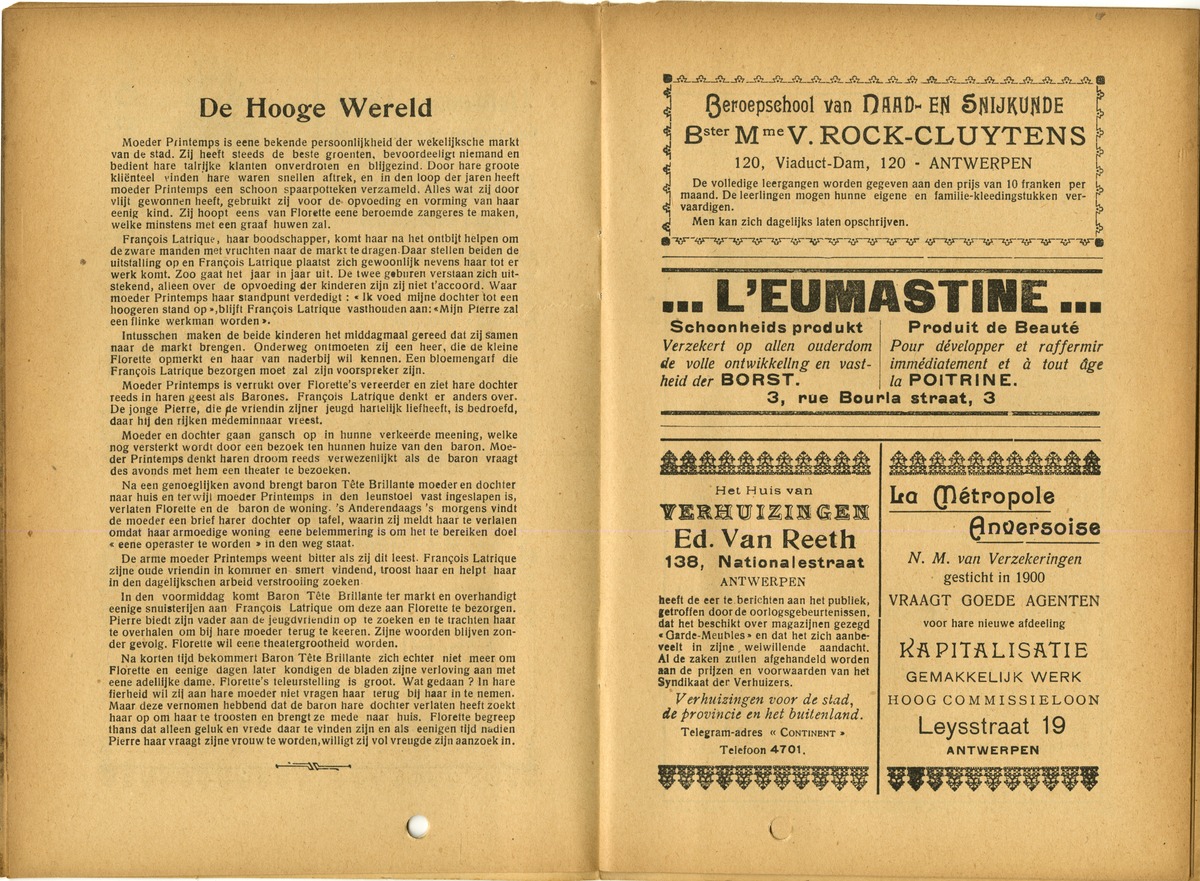 De Hooge Wereld
Moeder Printemps is eene bekende persoonlijkheid der wekelijksche markt
van de stad. Zij heeft steeds de beste groenten, bevoordeeligt niemand en
bedient hare talrijke klanten onverdroten en blijgezind. Door hare groote
kliënteel vinden hare waren snellen aftrek, en in den loop der jaren heeft
moeder Printemps een schoon spaarpotteken verzameld. Alles wat zij door
vlijt gewonnen heeft, gebruikt zij voor de opvoeding en vorming van haar
eenig kind. Zij hoopt eens van Florette eene beroemde zangeres te maken,
welke minstens met een graaf huwen zal.
François Latrique, haar boodschapper, komt haar na het ontbijt helpen om
de zware manden met vruchten naar de markt te dragen. Daar stellen beiden de
uitstalling op en François Latrique plaatst zich gewoonlijk nevens haar tot er
werk komt. Zoo gaat het jaar in jaar uit. De twee geburen verstaan zich uit-
stekend, alleen over de opvoeding der kinderen zijn zij niet t'accoord. Waar
moeder Printemps haar standpunt verdedigt : « Ik voed mijne dochter tot een
hoogeren stand op », blijft François Latrique vasthouden aan: «Mijn Pierre zal
een flinke werkman worden ».
Intusschen maken de beide kinderen het middagmaal gereed dat zij samen
naar de markt brengen. Onderweg ontmoeten zij een heer, die de kleine
Florette opmerkt en haar van naderbij wil kennen. Een bloemengarf die
François Latrique bezorgen moet zal zijn voorspreker zijn.
Moeder Printemps is verrukt over Florette's vereerder en ziet hare dochter
reeds in haren geest als Barones. François Latrique denkt er anders over.
De jonge Pierre, die de vriendin zijner jeugd hartelijk liefheeft, is bedroefd,
daar hij den rijken mededinnaar vreest.
Moeder en dochter gaan gansch op in hunne verkeerde meening, welke
nog versterkt wordt door een bezoek ten hunnen huize van den baron. Moe-
der Printemps denkt haren droom reeds verwezenlijkt als de baron vraagt
des avonds met hem een theater te bezoeken.
Na een genoeglijken avond brengt baron Tête Brillante moeder en dochter
naar huis en terwijl moeder Printemps in den leunstoel vast ingeslapen is,
verlaten Florette en de baron de woning. 's Anderendaags 's morgens vindt
de moeder een brief harer dochter op tafel, waarin zij meldt haar te verlaten
omdat haar armoedige woning eene belemmering is om het te bereiken doel
« eene operaster te worden » in den weg staat.
De arme moeder Printemps weent bitter als zij dit leest. François Latrique
zijne oude vriendin in kommer en smert vindend, troost haar en helpt haar
in den dagelijkschen arbeid verstrooiing zoeken
In den voormiddag komt Baron Tête Brillante ter markt en overhandigt
eenige snuisterijen aan François Latrique om deze aan Florette te bezorgen.
Pierre biedt zijn vader aan de jeugdvriendin op te zoeken en te trachten haar
te overhalen om bij hare moeder terug te keeren. Zijne woorden blijven zon-
der gevolg. Florette wil eene theatergrootheid worden.
Na korten tijd bekommert Baron Tête Brillante zich echter niet meer om
Florette en eenige dagen later kondigen de bladen zijne verloving aan met
eene adellijke dame. Florette's teleurstelling is groot. Wat gedaan ? In hare
fierheid wil zij aan hare moeder niet vragen haar terug bij haar in te nemen.
Maar deze vernomen hebbend dat de baron hare dochter verlaten heeft zoekt
haar op om haar te troosten en brengt ze mede naar huis. Florette begreep
thans dat alleen geluk en vrede daar te vinden zijn en als eenigen tijd nadien
Pierre haar vraagt zijne vrouw te worden, willigt zij vol vreugde zijn aanzoek in.
Beroepschool van NAAD- EN SNIJKUNDE
Bster Mme V. ROCK-CLUYTENS
120, Viaduct-Dam, 120 - ANTWERPEN
De volledige leergangen worden gegeven aan den prijs van 10 franken per
maand. De leerlingen mogen hunne eigene en familie-kleedingstukken ver-
vaardigen.
Men kan zich dagelijks laten opschrijven.
... L'EUMASTINE ...
Schoonheids produkt
Verzekert op allen ouderdom
de volle ontwikkeling en vast-
heid der BORST.
Produit de Beauté
Pour développer et raffermir
immédiatement et à tout âge
la POITRINE.
3, rue Bourla straat, 3
Het Huis van
VERHUIZINGEN
Ed. Van Reeth
138, Nationalestraat
ANTWERPEN
heeft de eer te berichten aan het publiek,
getroffen door de oorlogsgebeurtenissen,
dat het beschikt over magazijnen gezegd
«Garde-Meubles» en dat het zich aanbe-
veelt in zijne welwillende aandacht.
Al de zaken zullen afgehandeld worden
aan de prijzen en voorwaarden van het
Syndikaat der Verhuizers.
Verhuizingen voor de stad,
de provincie en het buitenland.
Telegram-adres « CONTINENT »
Telefoon 4701.
La Métropole
Anversoise
N. M. van Verzekeringen
gesticht in 1900
VRAAGT GOEDE AGENTEN
voor hare nieuwe afdeeling
KAPITALISATIE
GEMAKKELIJK WERK
HOOG COMMISSIELOON
Leysstraat 19
ANTWERPEN